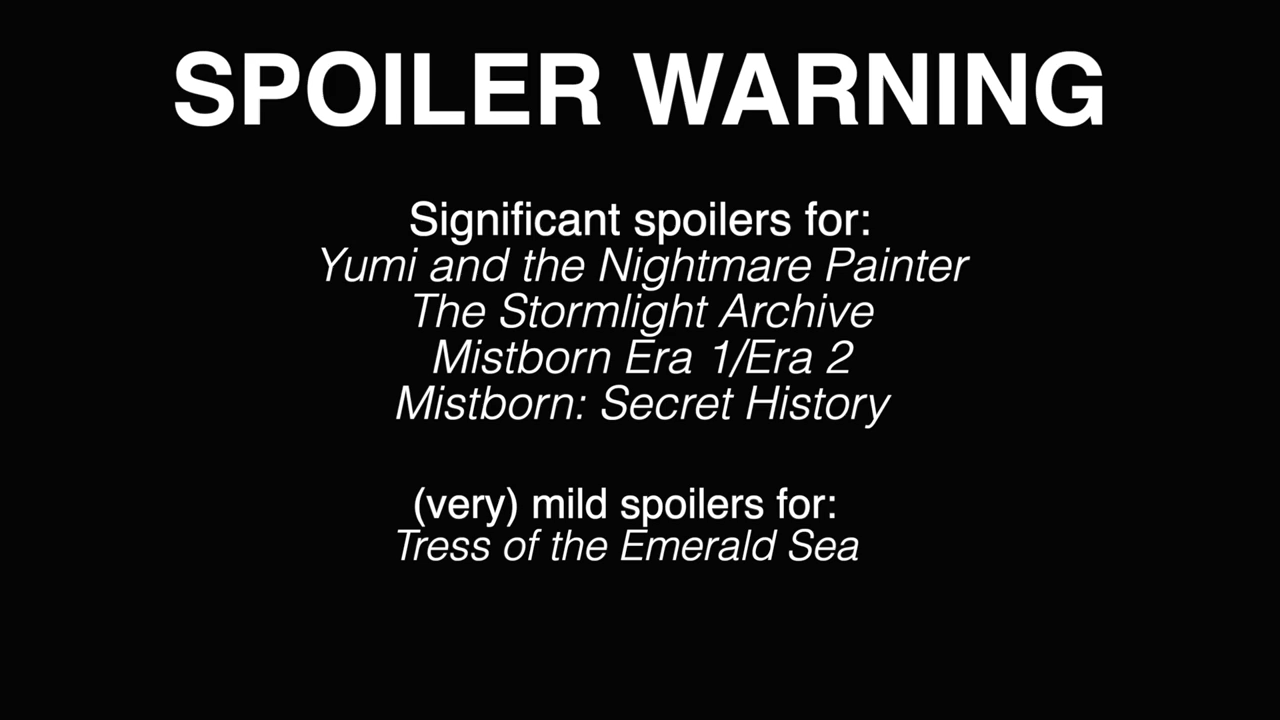 SPOILER WARNING
Significant spoilers for:
Yumi and the Nightmare Painter
The Stormlight Archive
Mistborn Era 1/Era 2
Mistborn: Secret History
(very) mild spoilers for:
Tress of the Emerald Sea